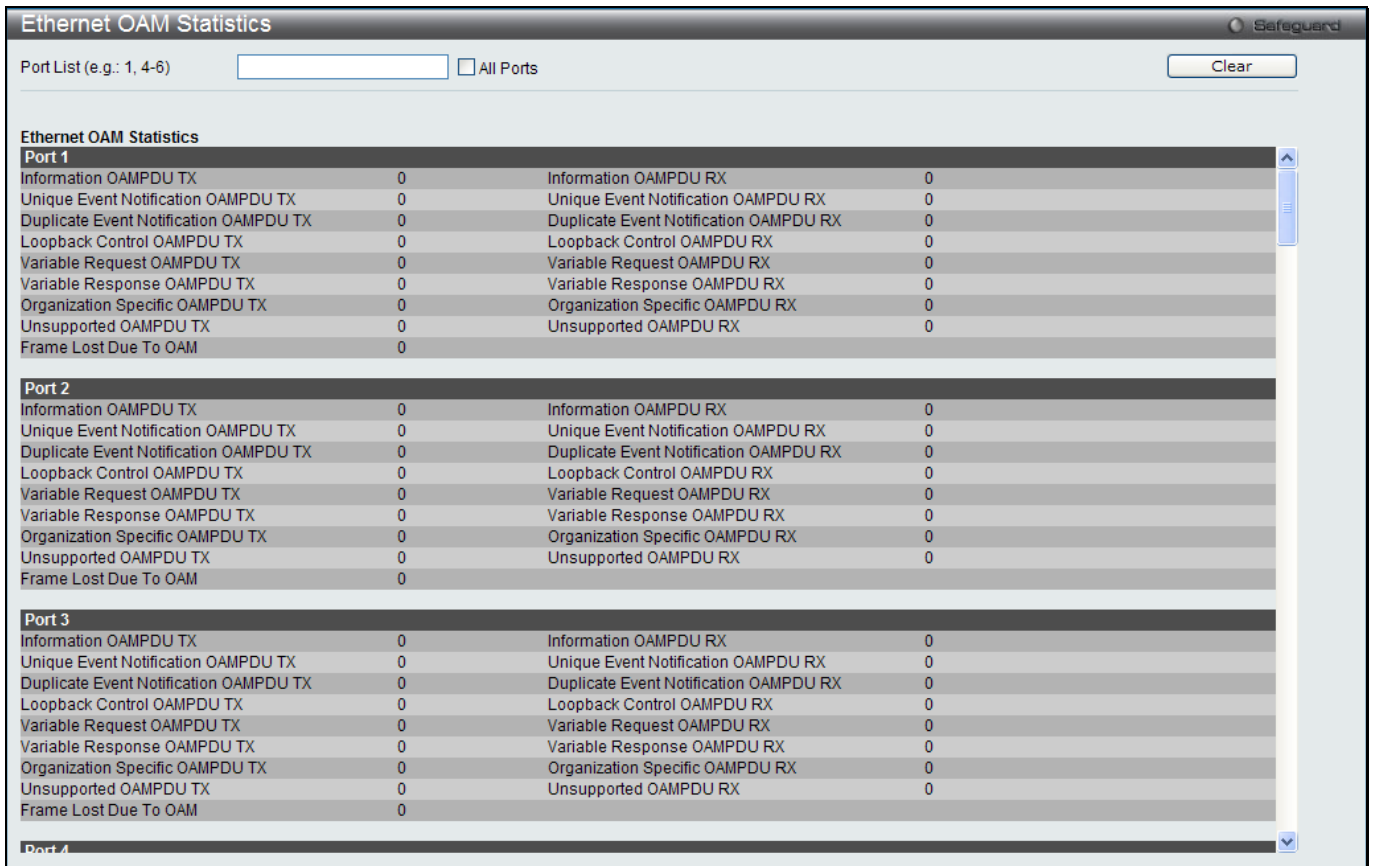 Ethernet OAM Statistics
Safeguard
Port List (e.g.: 1, 4-6) All Ports Clear
Ethernet OAM Statistics
Port 1
Information OAMPDU TX 0 Information OAMPDU RX 0
Unique Event Notification OAMPDU TX 0 Unique Event Notification OAMPDU RX 0
Duplicate Event Notification OAMPDU TX 0 Duplicate Event Notification OAMPDU RX 0
Loopback Control OAMPDU TX 0 Loopback Control OAMPDU RX 0
Variable Request OAMPDU TX 0 Variable Request OAMPDU RX 0
Variable Response OAMPDU TX 0 Variable Response OAMPDU RX 0
Organization Specific OAMPDU TX 0 Organization Specific OAMPDU RX 0
Unsupported OAMPDU TX 0 Unsupported OAMPDU RX 0
Frame Lost Due To OAM 0
Port 2
Information OAMPDU TX 0 Information OAMPDU RX 0
Unique Event Notification OAMPDU TX 0 Unique Event Notification OAMPDU RX 0
Duplicate Event Notification OAMPDU TX 0 Duplicate Event Notification OAMPDU RX 0
Loopback Control OAMPDU TX 0 Loopback Control OAMPDU RX 0
Variable Request OAMPDU TX 0 Variable Request OAMPDU RX 0
Variable Response OAMPDU TX 0 Variable Response OAMPDU RX 0
Organization Specific OAMPDU TX 0 Organization Specific OAMPDU RX 0
Unsupported OAMPDU TX 0 Unsupported OAMPDU RX 0
Frame Lost Due To OAM 0
Port 3
Information OAMPDU TX 0 Information OAMPDU RX 0
Unique Event Notification OAMPDU TX 0 Unique Event Notification OAMPDU RX 0
Duplicate Event Notification OAMPDU TX 0 Duplicate Event Notification OAMPDU RX 0
Loopback Control OAMPDU TX 0 Loopback Control OAMPDU RX 0
Variable Request OAMPDU TX 0 Variable Request OAMPDU RX 0
Variable Response OAMPDU TX 0 Variable Response OAMPDU RX 0
Organization Specific OAMPDU TX 0 Organization Specific OAMPDU RX 0
Unsupported OAMPDU TX 0 Unsupported OAMPDU RX 0
Frame Lost Due To OAM 0
Port 4